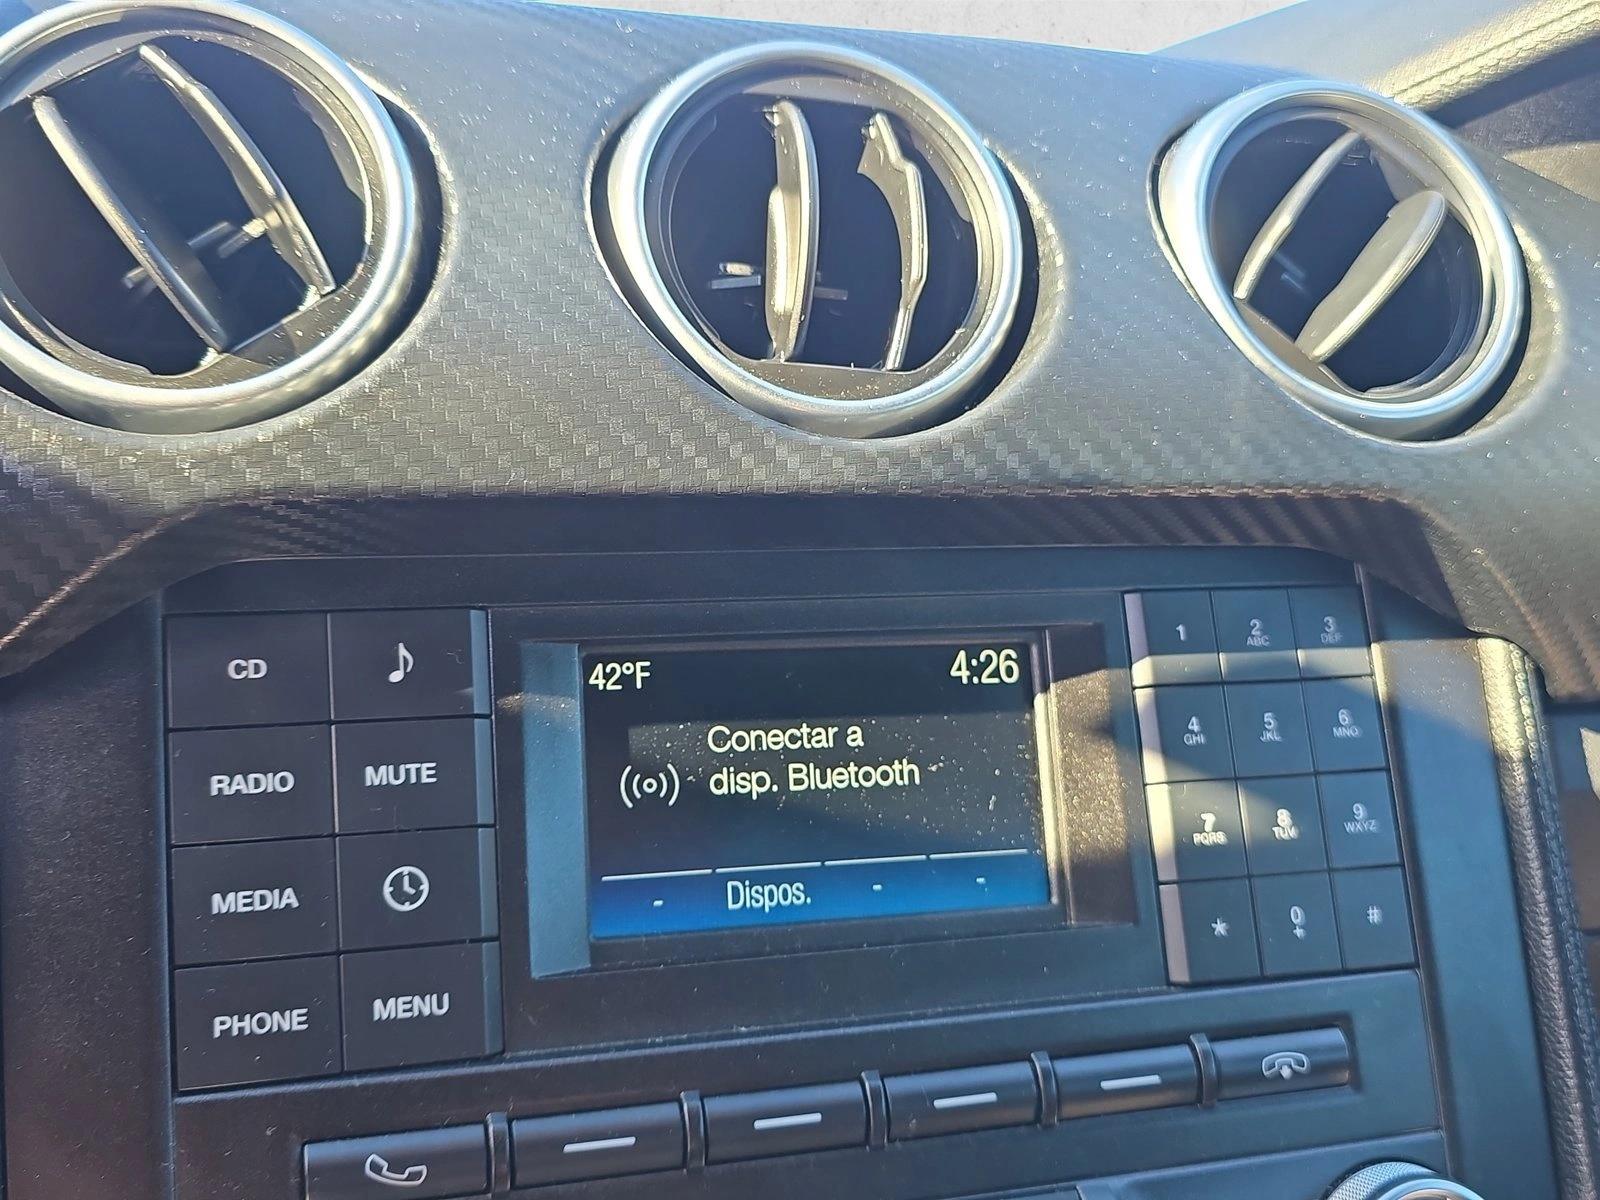 42°F 4:26
Conectar a
disp. Bluetooth
- Dispos. - -
CD
RADIO MUTE
MEDIA
PHONE MENU
1 2 ABC 3 DEF
4 GHI 5 JKL 6 MNO
7 PQRS 8 TUV 9 WXYZ
* 0 + #